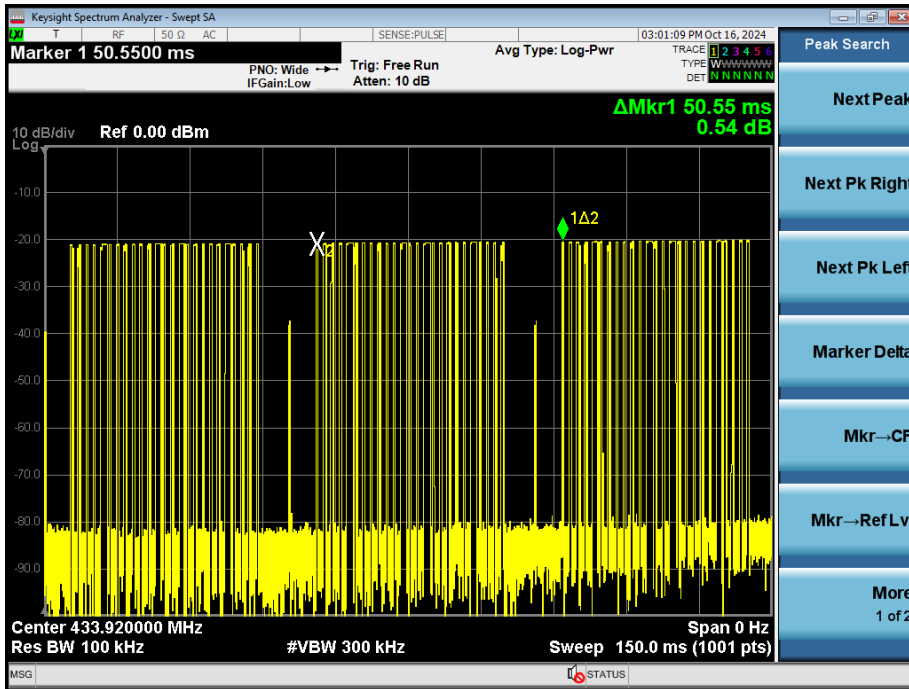 Keysight Spectrum Analyzer - Swept SA
LXI T RF 50 Ω AC SENSE:PULSE 03:01:09 PM Oct 16, 2024
Marker 1 50.5500 ms
PNO: Wide
IFGain:Low
Trig: Free Run
Atten: 10 dB
Avg Type: Log-Pwr
TRACE 1 2 3 4 5 6
TYPE WWWWWW
DET N N N N N N
ΔMkr1 50.55 ms
0.54 dB
10 dB/div Ref 0.00 dBm
Log
-10.0
-20.0
-30.0
-40.0
-50.0
-60.0
-70.0
-80.0
-90.0
X2
1Δ2
Center 433.920000 MHz Span 0 Hz
Res BW 100 kHz #VBW 300 kHz Sweep 150.0 ms (1001 pts)
MSG STATUS
Peak Search
Next Peak
Next Pk Right
Next Pk Left
Marker Delta
Mkr→CF
Mkr→Ref Lv
More
1 of 2